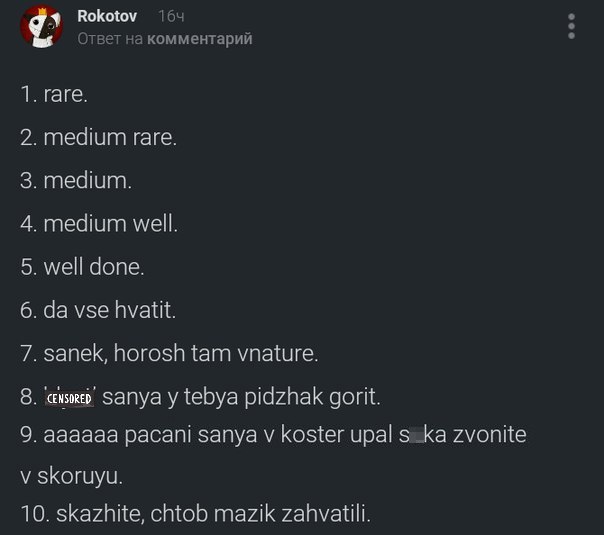 Rokotov 16ч
Ответ на комментарий
1. rare.
2. medium rare.
3. medium.
4. medium well.
5. well done.
6. da vse hvatit.
7. sanek, horosh tam vnature.
8. CENSORED sanya y tebya pidzhak gorit.
9. aaaaaa pacani sanya v koster upal s ka zvonite
v skoruyu.
10. skazhite, chtob mazik zahvatili.